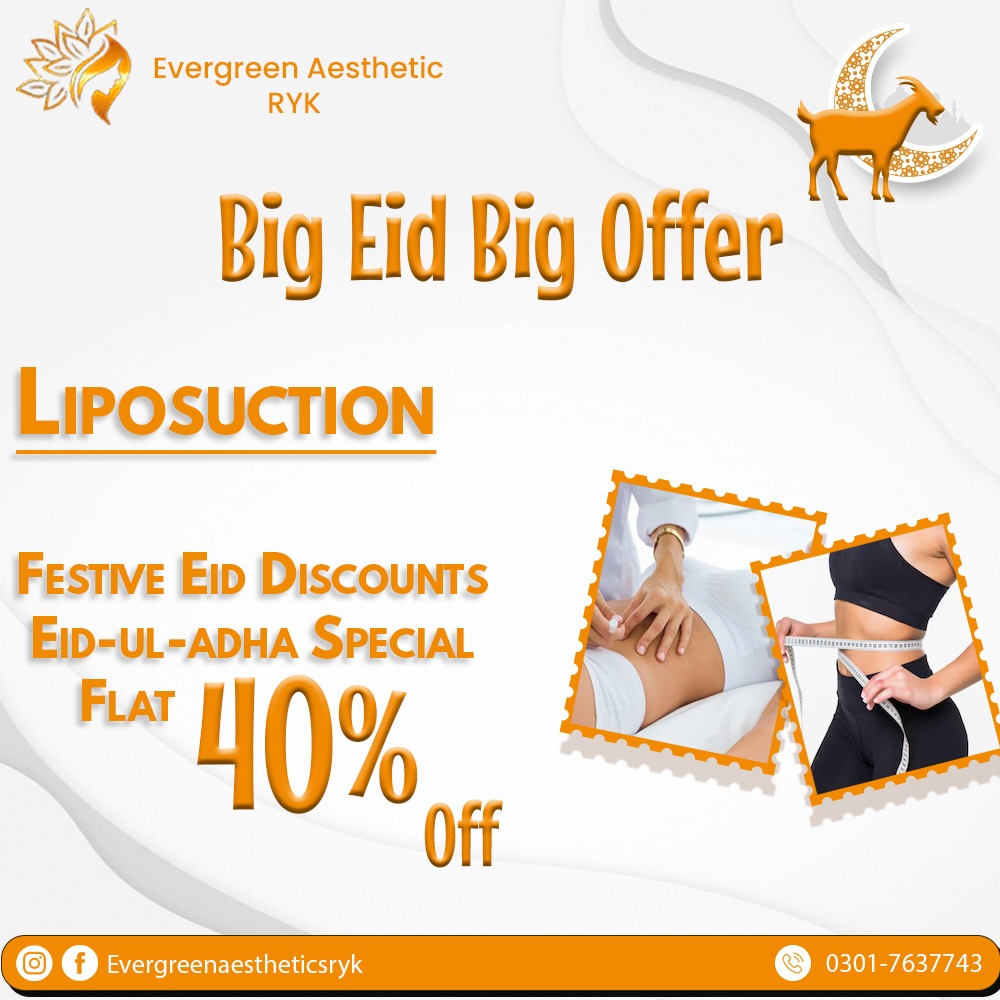 Evergreen Aesthetic
RYK
Big Eid Big Offer
Liposuction
Festive Eid Discounts
Eid-ul-adha Special
Flat 40% Off
Evergreenaestheticsryk
0301-7637743